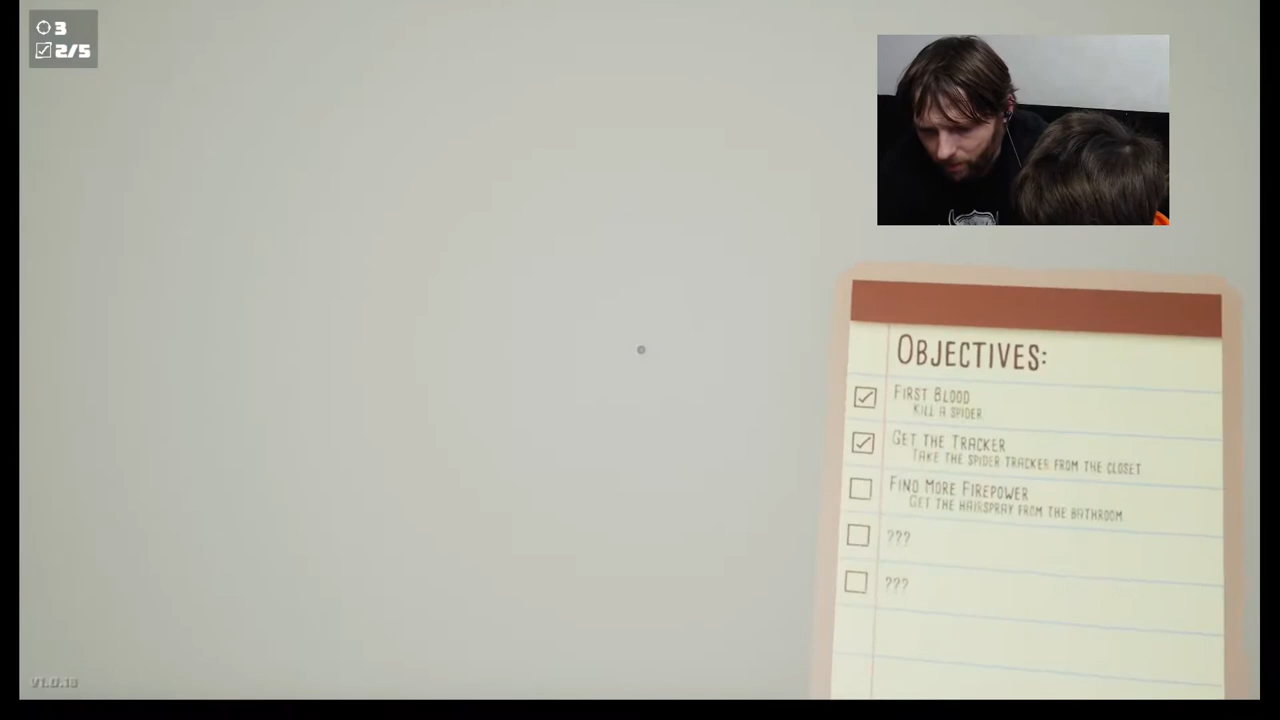 3
2/5
OBJECTIVES:
FIRST BLOOD
KILL A SPIDER
GET THE TRACKER
TAKE THE SPIDER TRACKER FROM THE CLOSET
FIND MORE FIREPOWER
GET THE HAIRSPRAY FROM THE BATHROOM
???
???
V1.0.18